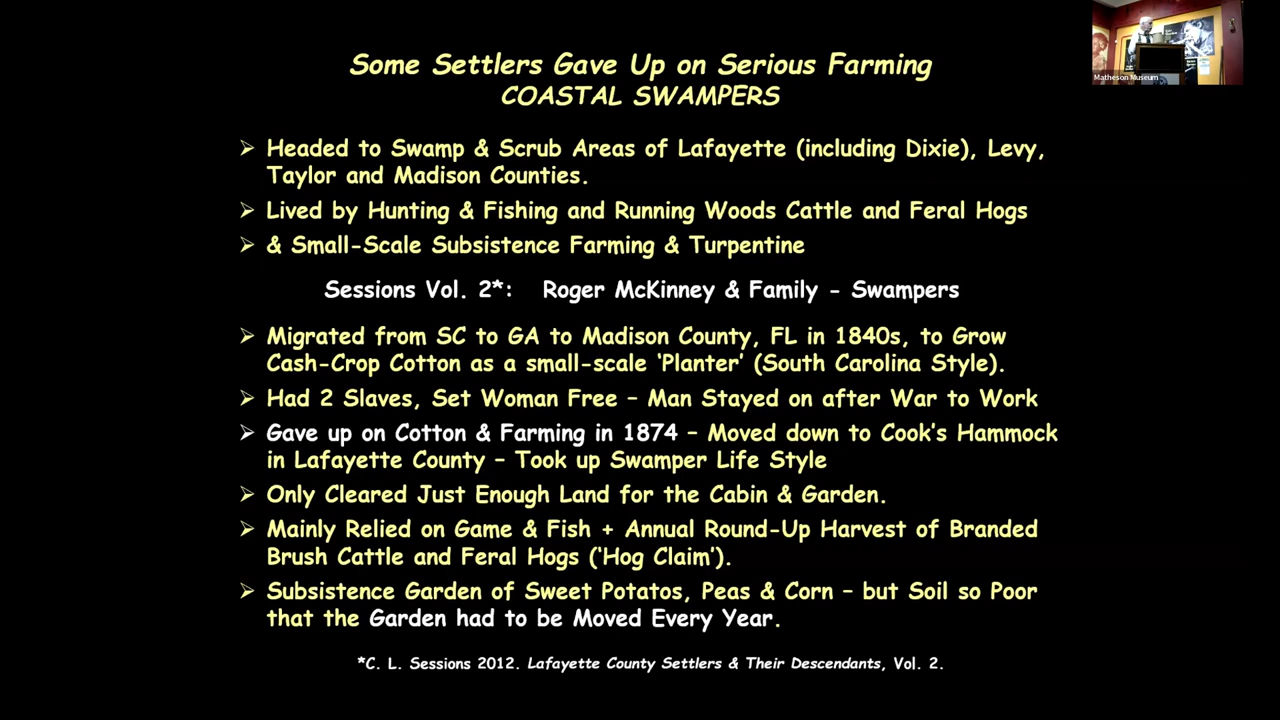 Some Settlers Gave Up on Serious Farming
COASTAL SWAMPERS
Matheson Museum
➢ Headed to Swamp & Scrub Areas of Lafayette (including Dixie), Levy,
Taylor and Madison Counties.
➢ Lived by Hunting & Fishing and Running Woods Cattle and Feral Hogs
➢ & Small-Scale Subsistence Farming & Turpentine
Sessions Vol. 2*: Roger McKinney & Family - Swampers
➢ Migrated from SC to GA to Madison County, FL in 1840s, to Grow
Cash-Crop Cotton as a small-scale ‘Planter’ (South Carolina Style).
➢ Had 2 Slaves, Set Woman Free – Man Stayed on after War to Work
➢ Gave up on Cotton & Farming in 1874 – Moved down to Cook’s Hammock
in Lafayette County – Took up Swamper Life Style
➢ Only Cleared Just Enough Land for the Cabin & Garden.
➢ Mainly Relied on Game & Fish + Annual Round-Up Harvest of Branded
Brush Cattle and Feral Hogs (‘Hog Claim’).
➢ Subsistence Garden of Sweet Potatos, Peas & Corn – but Soil so Poor
that the Garden had to be Moved Every Year.
*C. L. Sessions 2012. Lafayette County Settlers & Their Descendants, Vol. 2.